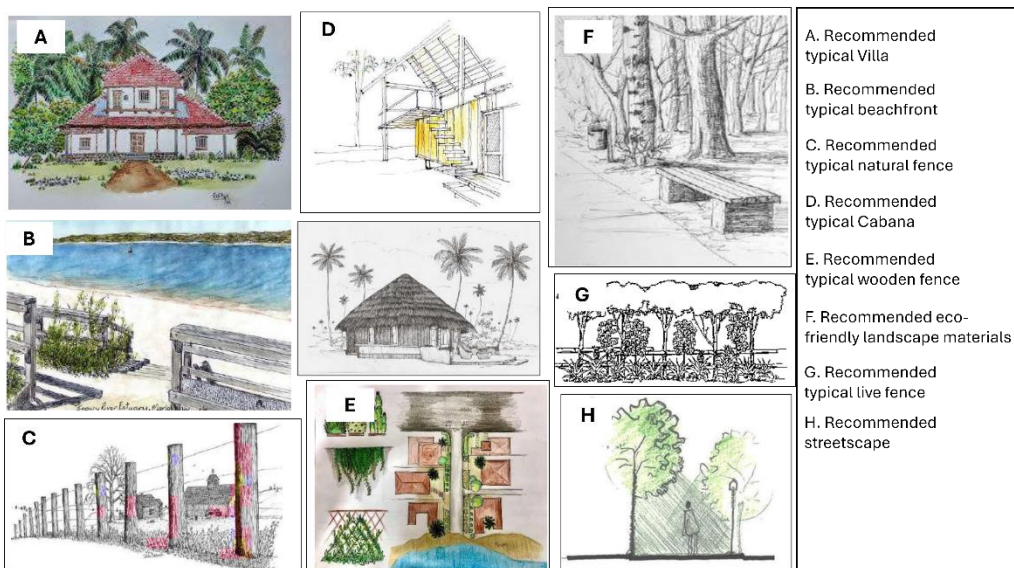 A
D
F
A. Recommended
typical Villa
B. Recommended
typical beachfront
C. Recommended
typical natural fence
D. Recommended
typical Cabana
E. Recommended
typical wooden fence
F. Recommended eco-
friendly landscape materials
G. Recommended
typical live fence
H. Recommended
streetscape
B
G
E
H
C